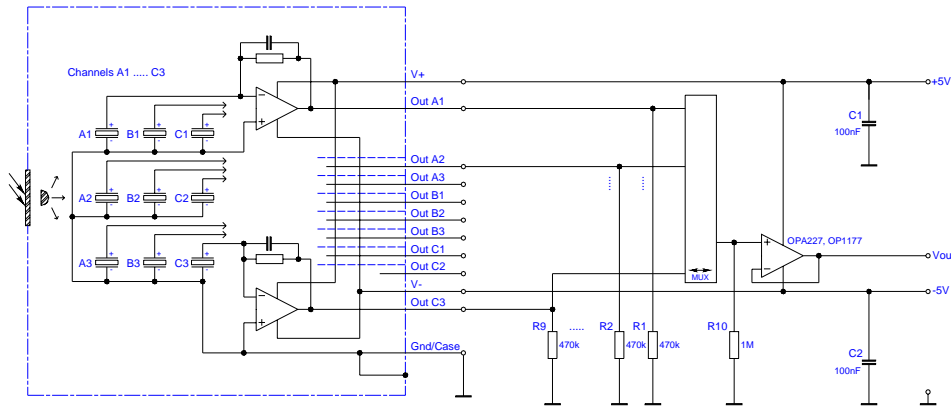 Channels A1 ..... C3
V+
+5V
Out A1
C1
100nF
A1 + - B1 + - C1 + -
Out A2
Out A3
A2 + - B2 + - C2 + -
Out B1
Out B2
Out B3
Out C1
Out C2
A3 + - B3 + - C3 + -
MUX
OPA227, OP1177
Vou
V-
-5V
Out C3
R9 ..... R2 R1 R10
470k 470k 470k 1M
Gnd/Case
C2
100nF